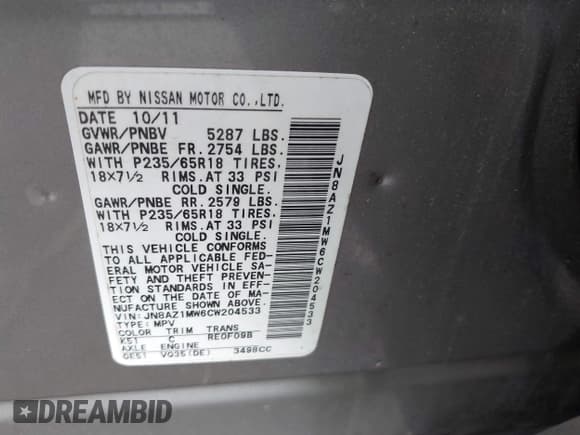 MFD BY NISSAN MOTOR CO.,LTD.
DATE 10/11
GVWR/PNBV 5287 LBS.
GAWR/PNBE FR. 2754 LBS.
WITH P235/65R18 TIRES.
18X7½ RIMS. AT 33 PSI
COLD SINGLE.
GAWR/PNBE RR. 2579 LBS.
WITH P235/65R18 TIRES.
18X7½ RIMS. AT 33 PSI
COLD SINGLE.
THIS VEHICLE CONFORMS
TO ALL APPLICABLE FED-
ERAL MOTOR VEHICLE SA-
FETY AND THEFT PREVEN-
TION STANDARDS IN EFF-
ECT ON THE DATE OF MA-
NUFACTURE SHOWN ABOVE.
VIN: JN8AZ1MW6CW204533
TYPE: MPV
COLOR TRIM TRANS
K51 C RE0F09B
AXLE ENGINE
GE51 VQ35(DE) 3498CC
JN8AZ1MW6CW204533
DREAMBID